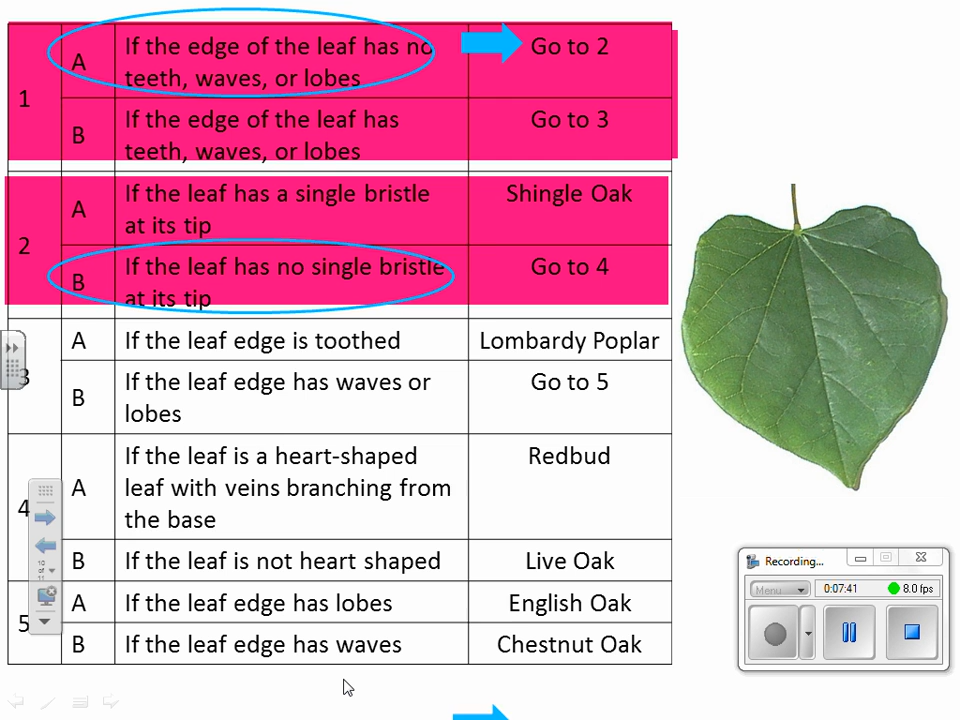 1
A
If the edge of the leaf has no
teeth, waves, or lobes
Go to 2
B
If the edge of the leaf has
teeth, waves, or lobes
Go to 3
2
A
If the leaf has a single bristle
at its tip
Shingle Oak
B
If the leaf has no single bristle
at its tip
Go to 4
3
A
If the leaf edge is toothed
Lombardy Poplar
B
If the leaf edge has waves or
lobes
Go to 5
4
A
If the leaf is a heart-shaped
leaf with veins branching from
the base
Redbud
B
If the leaf is not heart shaped
Live Oak
5
A
If the leaf edge has lobes
English Oak
B
If the leaf edge has waves
Chestnut Oak
10
of
11
Recording...
Menu
0:07:41
8.0 fps